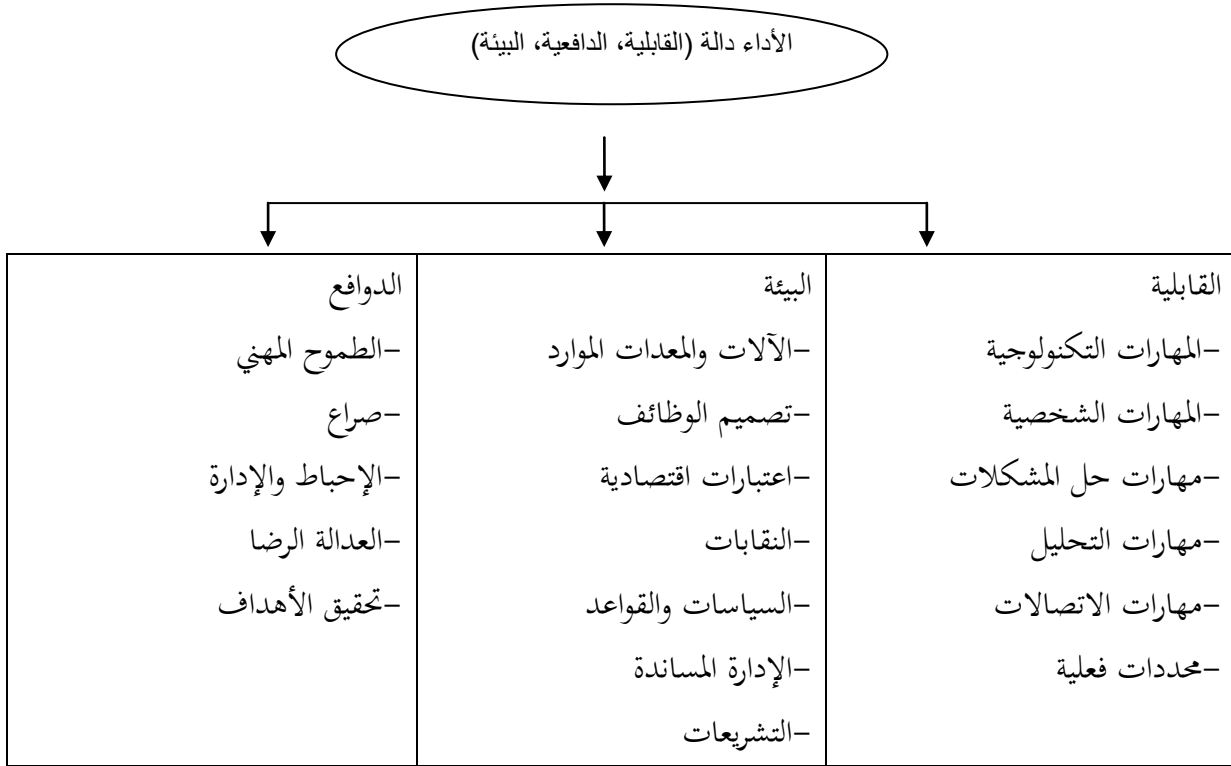 الأداء دالة (القابلية، الدافعية، البيئة)
القابلية
-المهارات التكنولوجية
-المهارات الشخصية
-مهارات حل المشكلات
-مهارات التحليل
-مهارات الاتصالات
-محددات فعلية
البيئة
-الآلات والمعدات الموارد
-تصميم الوظائف
-اعتبارات اقتصادية
-النقابات
-السياسات والقواعد
-الإدارة المساندة
-التشريعات
الدوافع
-الطموح المهني
-صراع
-الإحباط والإدارة
-العدالة الرضا
-تحقيق الأهداف